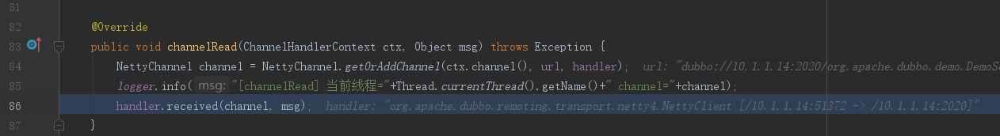 81
82 @Override
83 public void channelRead(ChannelHandlerContext ctx, Object msg) throws Exception {
84 NettyChannel channel = NettyChannel.getOrAddChannel(ctx.channel(), url, handler); url: "dubbo://10.1.1.14:2020/org.apache.dubbo.demo.DemoSe
85 logger.info( msg: "[channelRead] 当前线程="+Thread.currentThread().getName()+" channel="+channel);
86 handler.received(channel, msg); handler: "org.apache.dubbo.remoting.transport.netty4.NettyClient [/10.1.1.14:51372 -> /10.1.1.14:2020]"
87 }